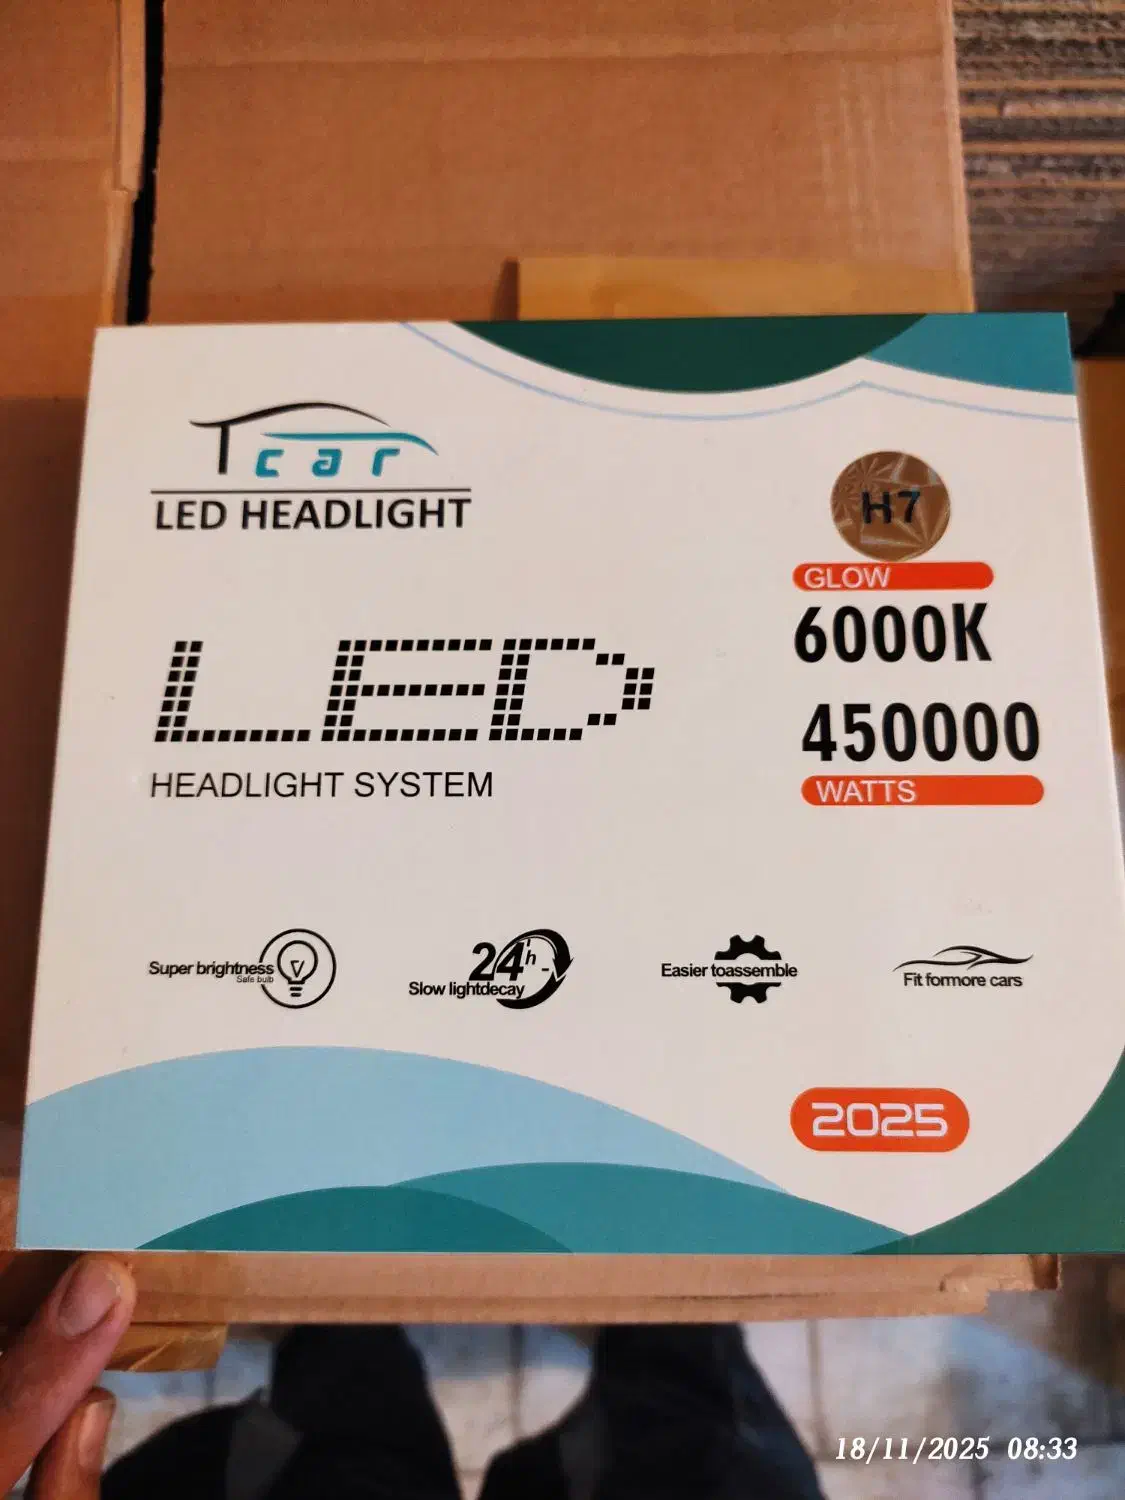 Tcar
LED HEADLIGHT
H7
GLOW
6000K
450000
WATTS
LED
HEADLIGHT SYSTEM
Super brightness
Safe bulb
24h
Slow lightdecay
Easier toassemble
Fit formore cars
2025
18/11/2025 08:33